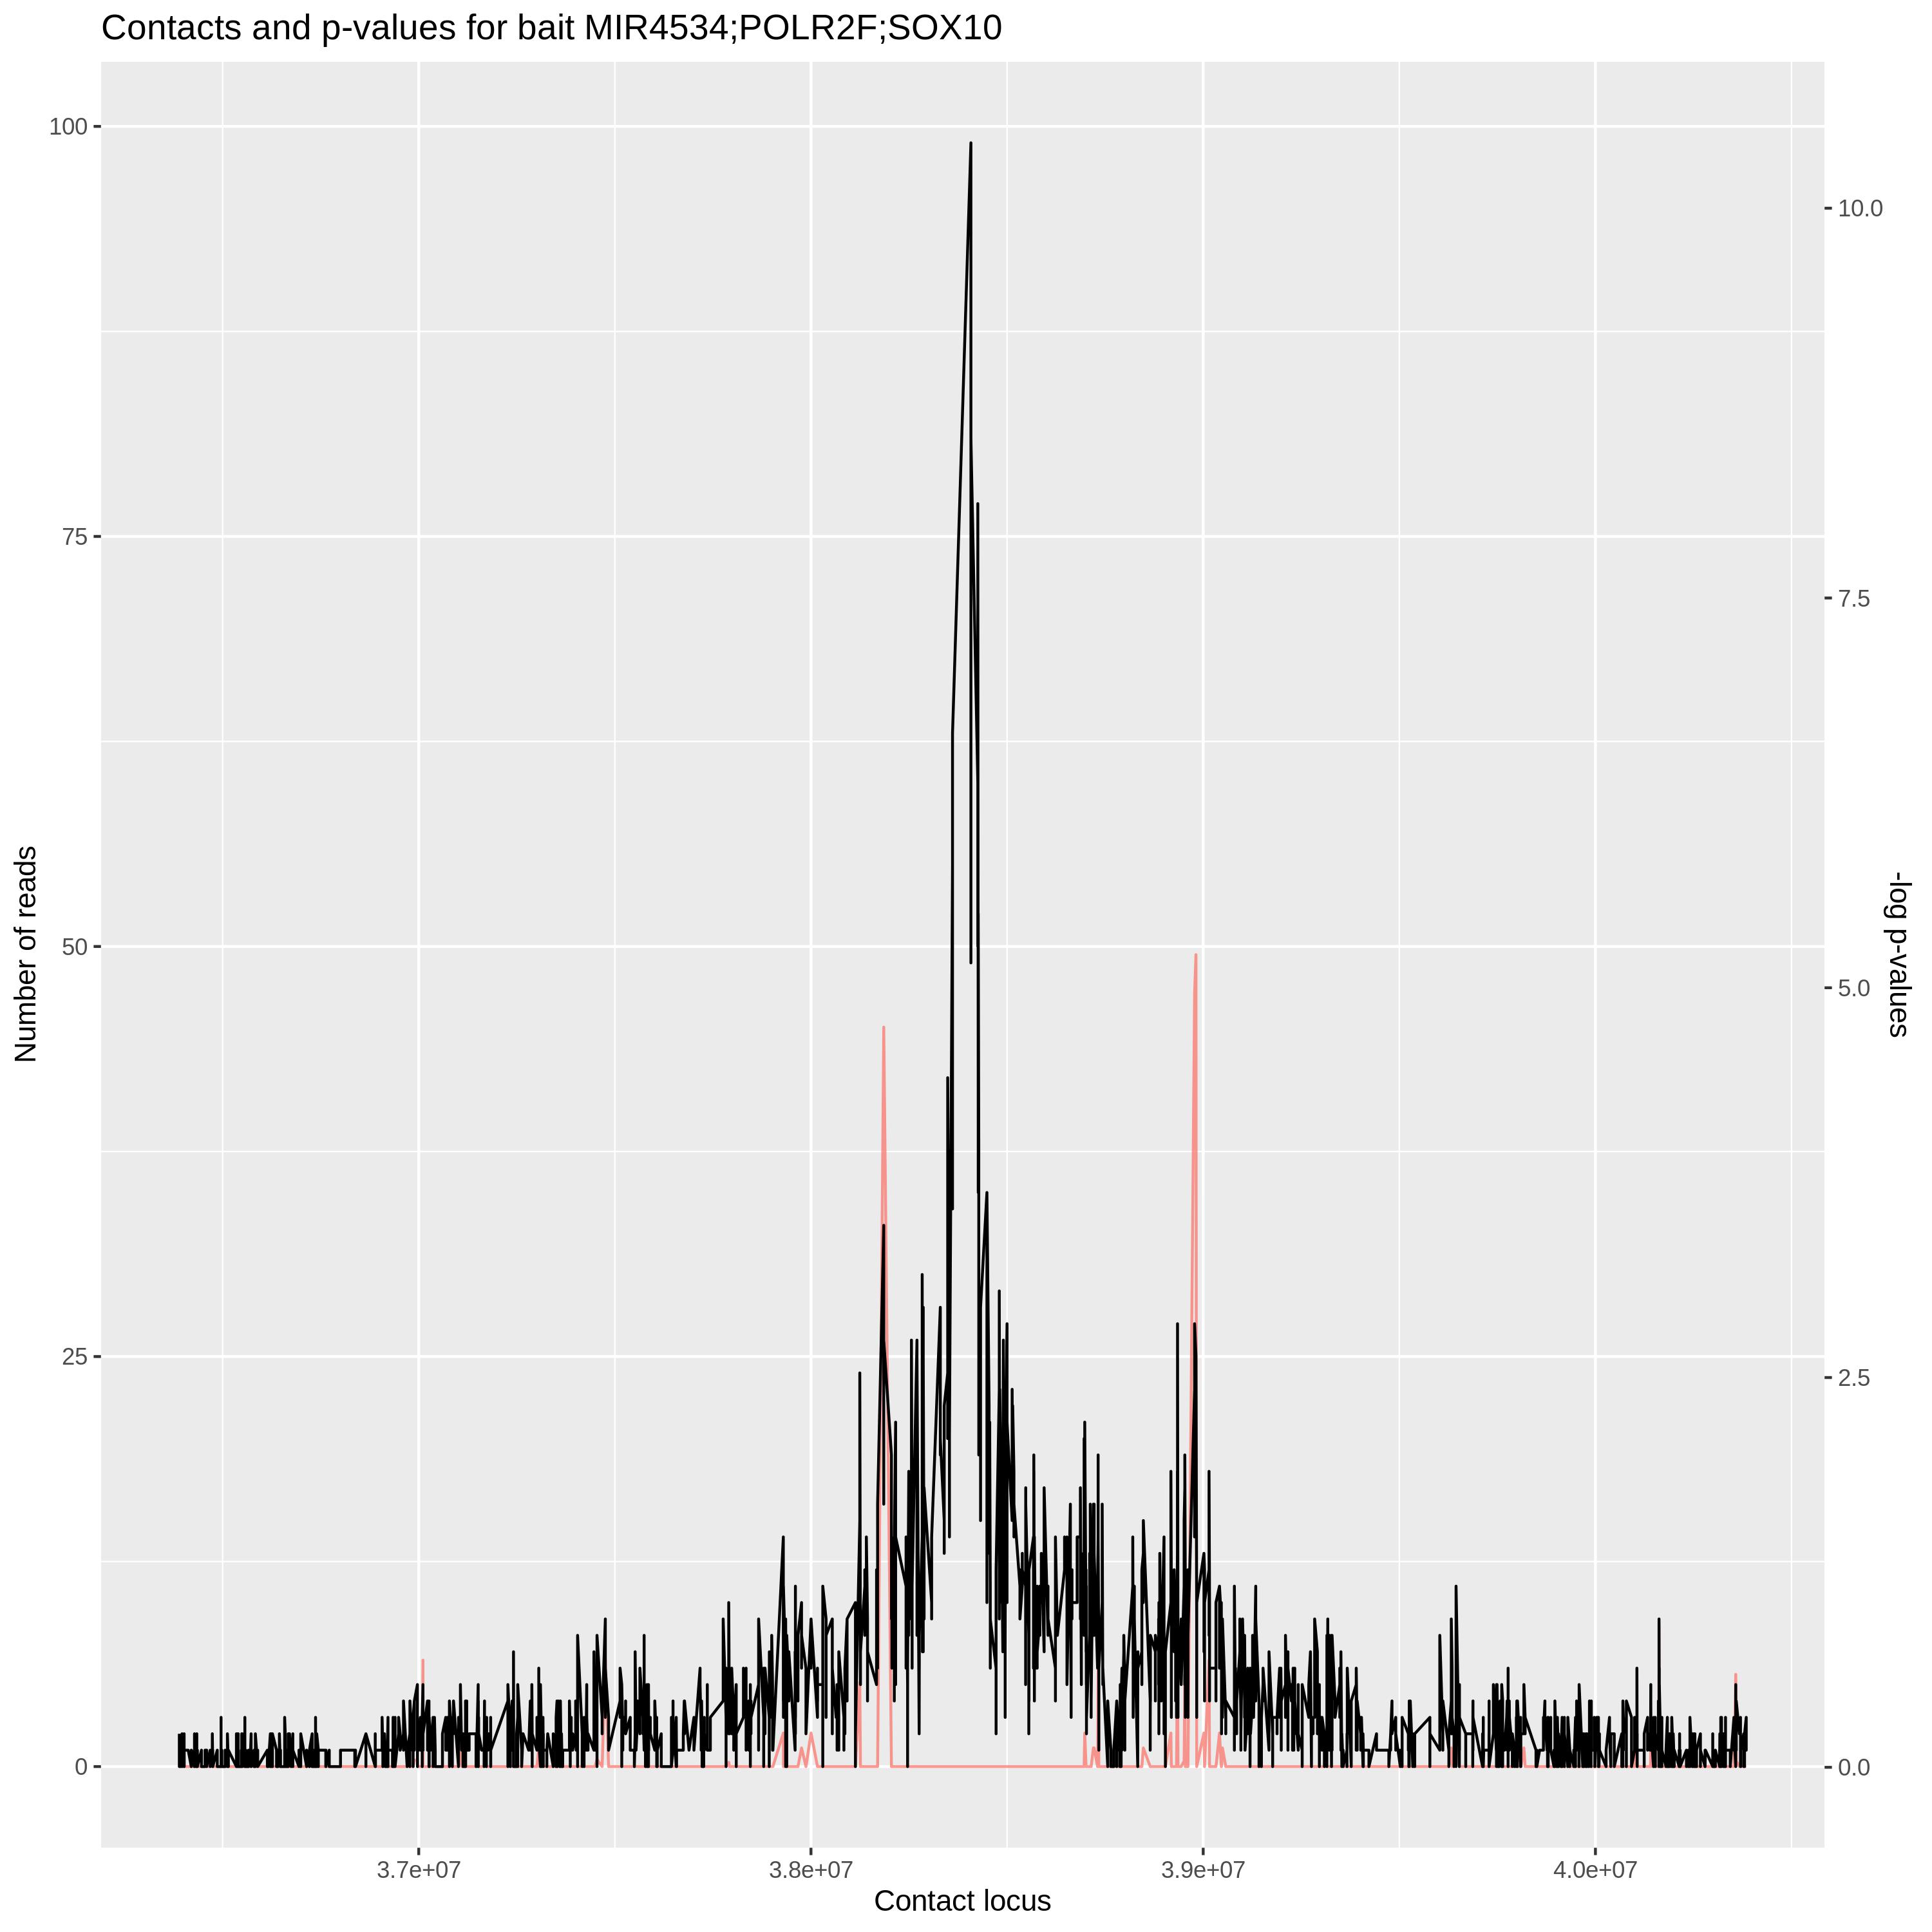 Contacts and p-values for bait MIR4534;POLR2F;SOX10
100
75
50
25
0
Number of reads
10.0
7.5
5.0
2.5
0.0
-log p-values
3.7e+07 3.8e+07 3.9e+07 4.0e+07
Contact locus